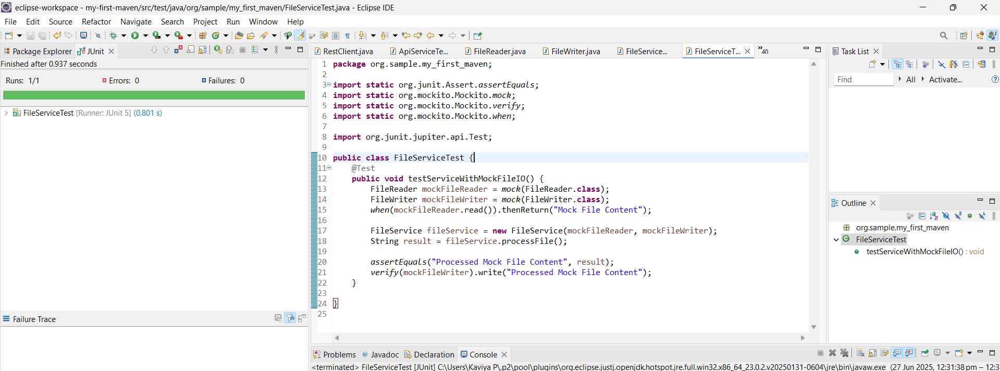 eclipse-workspace - my-first-maven/src/test/java/org/sample/my_first_maven/FileServiceTest.java - Eclipse IDE
File Edit Source Refactor Navigate Search Project Run Window Help
Package Explorer JUnit
Finished after 0.937 seconds
Runs: 1/1 Errors: 0 Failures: 0
FileServiceTest [Runner: JUnit 5] (0.801 s)
Failure Trace
RestClient.java ApiServiceTe... FileReader.java FileWriter.java FileService... FileServiceT... »40
1 package org.sample.my_first_maven;
2
3 import static org.junit.Assert.assertEquals;
4 import static org.mockito.Mockito.mock;
5 import static org.mockito.Mockito.verify;
6 import static org.mockito.Mockito.when;
7
8 import org.junit.jupiter.api.Test;
9
10 public class FileServiceTest {
11 @Test
12 public void testServiceWithMockFileIO() {
13 FileReader mockFileReader = mock(FileReader.class);
14 FileWriter mockFileWriter = mock(FileWriter.class);
15 when(mockFileReader.read()).thenReturn("Mock File Content");
16
17 FileService fileService = new FileService(mockFileReader, mockFileWriter);
18 String result = fileService.processFile();
19
20 assertEquals("Processed Mock File Content", result);
21 verify(mockFileWriter).write("Processed Mock File Content");
22 }
23
24 }
25
Problems @ Javadoc Declaration Console
<terminated> FileServiceTest [JUnit] C:\Users\Kaviya P\.p2\pool\plugins\org.eclipse.justj.openjdk.hotspot.jre.full.win32.x86_64_23.0.2.v20250131-0604\jre\bin\javaw.exe (27 Jun 2025, 12:31:38 pm – 12:3
Task List
Find All Activate...
Outline
org.sample.my_first_maven
FileServiceTest
testServiceWithMockFileIO() : void